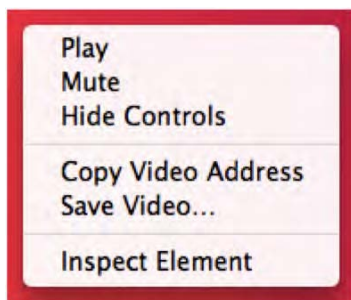 Play
Mute
Hide Controls
Copy Video Address
Save Video...
Inspect Element